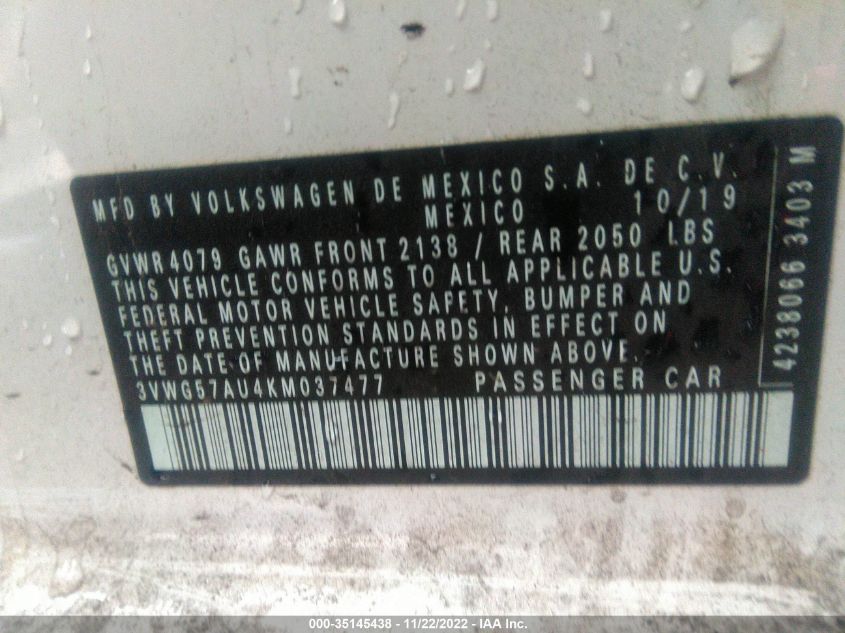 MFD BY VOLKSWAGEN DE MEXICO S.A. DE C.V.
MEXICO 10/19
GVWR4079 GAWR FRONT 2138 / REAR 2050 LBS
THIS VEHICLE CONFORMS TO ALL APPLICABLE U.S.
FEDERAL MOTOR VEHICLE SAFETY, BUMPER AND
THEFT PREVENTION STANDARDS IN EFFECT ON
THE DATE OF MANUFACTURE SHOWN ABOVE.
3VWG57AU4KM037477 PASSENGER CAR
4238066 3403 M
000-35145438 - 11/22/2022 - IAA Inc.